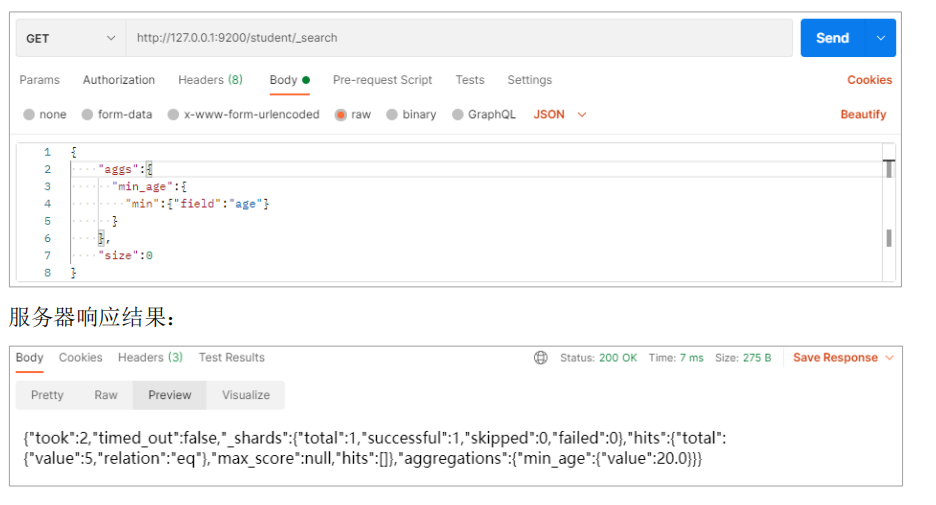 GET http://127.0.0.1:9200/student/_search Send
Params Authorization Headers (8) Body Pre-request Script Tests Settings Cookies
none form-data x-www-form-urlencoded raw binary GraphQL JSON Beautify
1 {
2 "aggs":{
3 "min_age":{
4 "min":{"field":"age"}
5 }
6 },
7 "size":0
8 }
服务器响应结果：
Body Cookies Headers (3) Test Results Status: 200 OK Time: 7 ms Size: 275 B Save Response
Pretty Raw Preview Visualize
{"took":2,"timed_out":false,"_shards":{"total":1,"successful":1,"skipped":0,"failed":0},"hits":{"total":
{"value":5,"relation":"eq"},"max_score":null,"hits":[]},"aggregations":{"min_age":{"value":20.0}}}